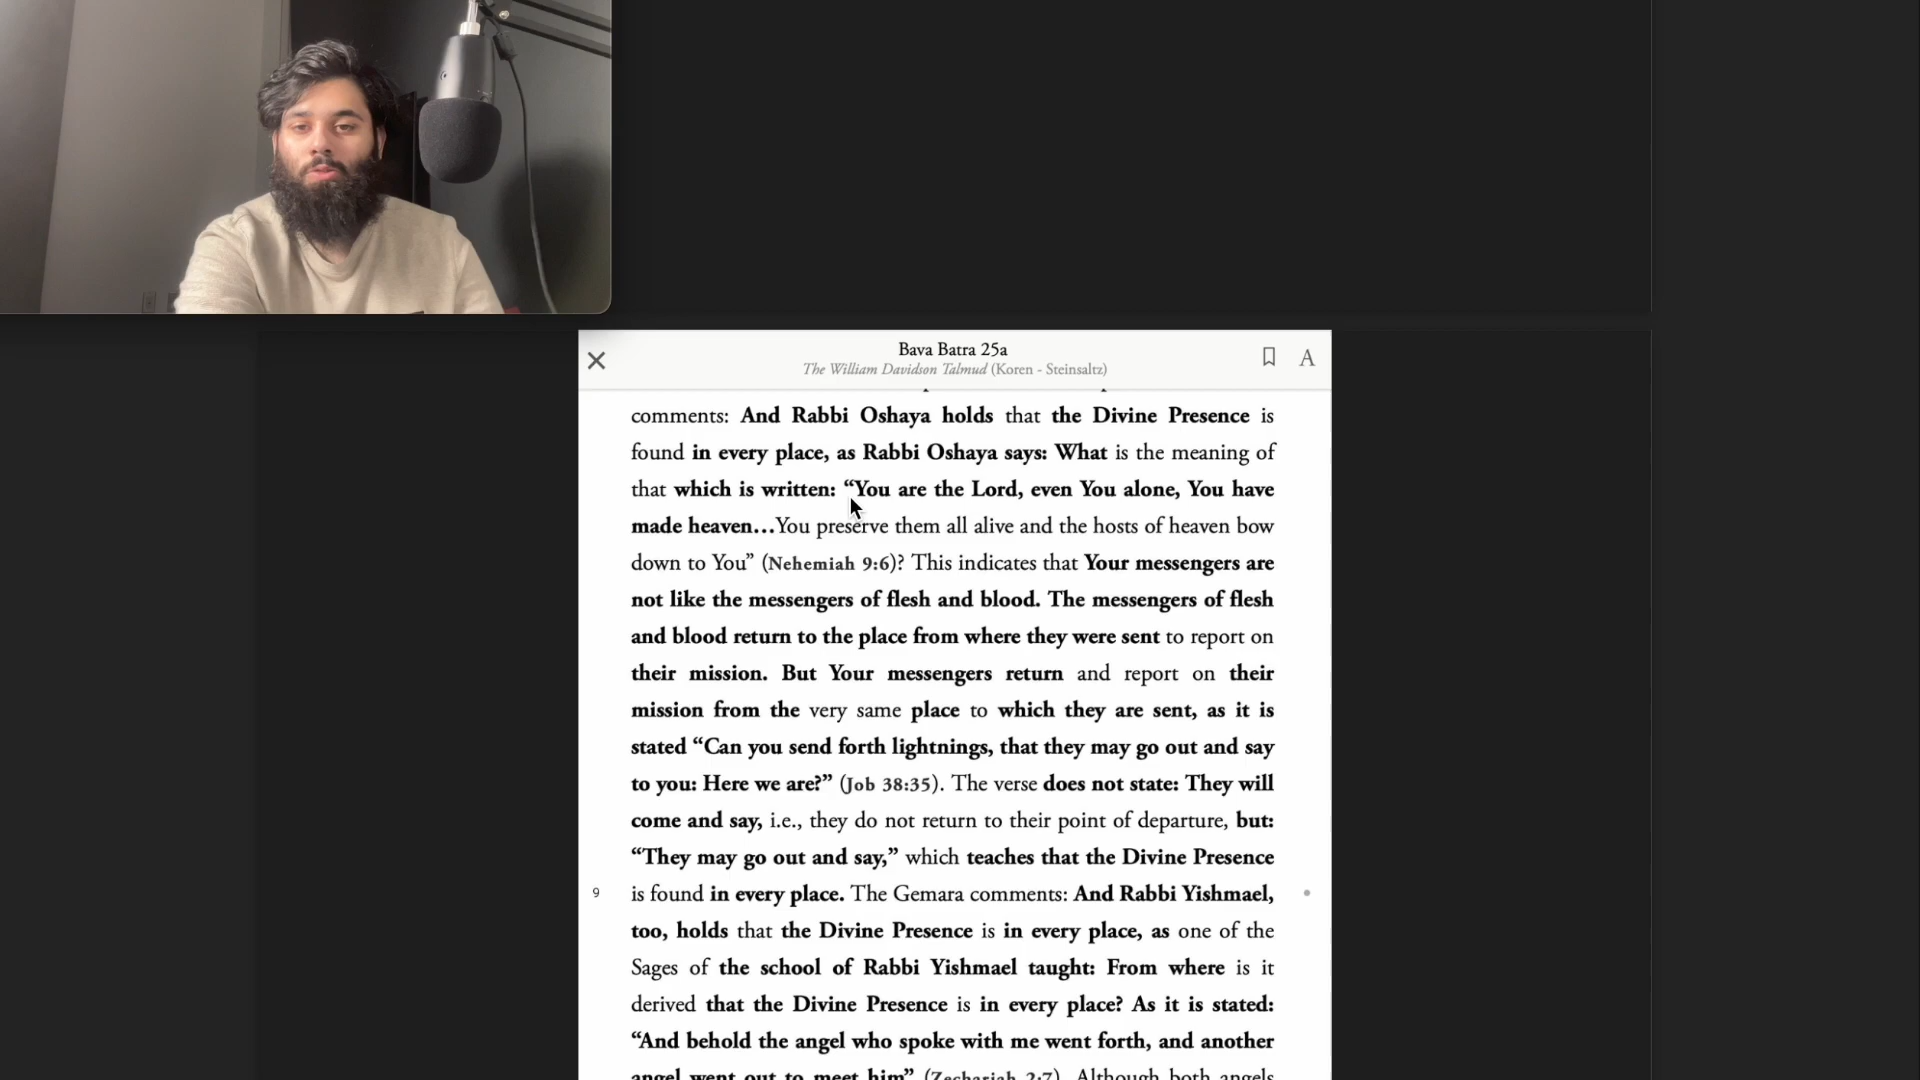 Bava Batra 25a
The William Davidson Talmud (Koren - Steinsaltz)
A
comments: And Rabbi Oshaya holds that the Divine Presence is
found in every place, as Rabbi Oshaya says: What is the meaning of
that which is written: “You are the Lord, even You alone, You have
made heaven…You preserve them all alive and the hosts of heaven bow
down to You” (Nehemiah 9:6)? This indicates that Your messengers are
not like the messengers of flesh and blood. The messengers of flesh
and blood return to the place from where they were sent to report on
their mission. But Your messengers return and report on their
mission from the very same place to which they are sent, as it is
stated “Can you send forth lightnings, that they may go out and say
to you: Here we are?” (Job 38:35). The verse does not state: They will
come and say, i.e., they do not return to their point of departure, but:
“They may go out and say,” which teaches that the Divine Presence
9 is found in every place. The Gemara comments: And Rabbi Yishmael,
too, holds that the Divine Presence is in every place, as one of the
Sages of the school of Rabbi Yishmael taught: From where is it
derived that the Divine Presence is in every place? As it is stated:
“And behold the angel who spoke with me went forth, and another
angel went out to meet him” (Zechariah 2:7). Although both angels